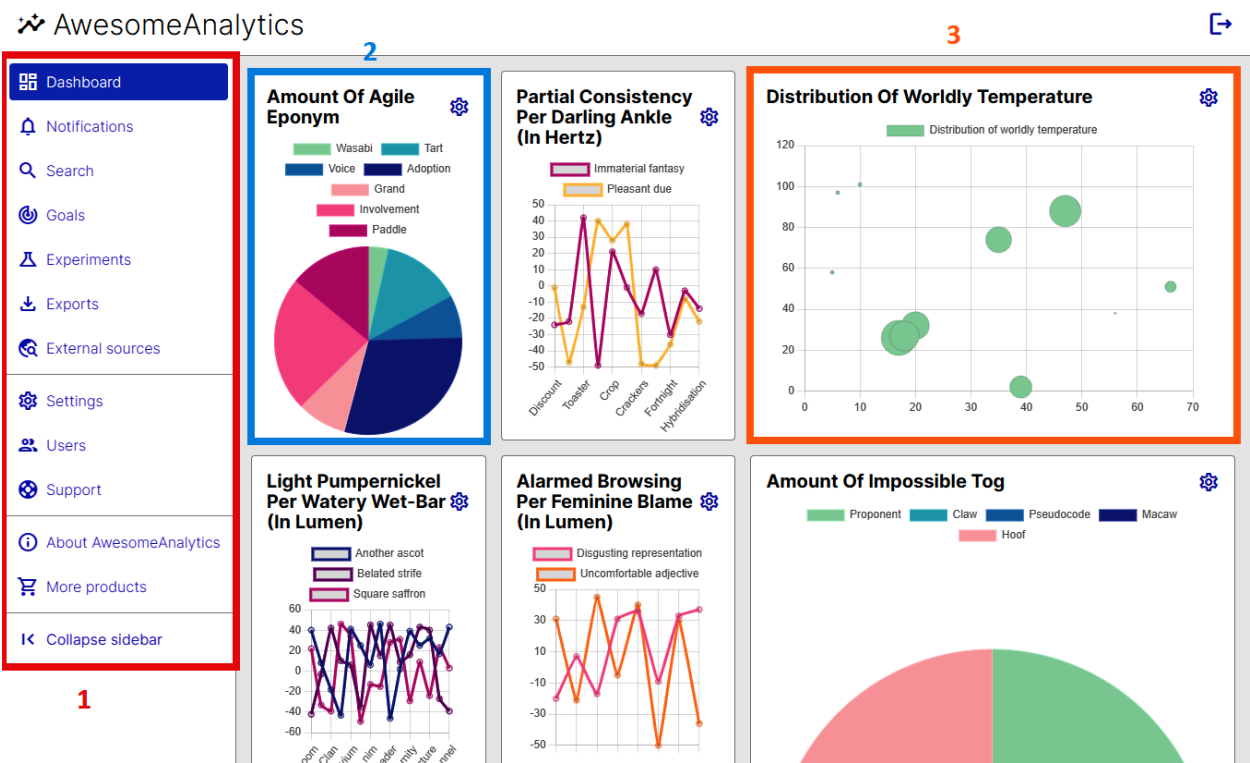 AwesomeAnalytics
2
3
Dashboard
Notifications
Search
Goals
Experiments
Exports
External sources
Settings
Users
Support
About AwesomeAnalytics
More products
Collapse sidebar
1
Amount Of Agile
Eponym
Wasabi Tart
Voice Adoption
Grand
Involvement
Paddle
Partial Consistency
Per Darling Ankle
(In Hertz)
Immaterial fantasy
Pleasant due
50
40
30
20
10
0
-10
-20
-30
-40
-50
Discount Toaster Crop Crackers Fortnight Hybridisation
Distribution Of Worldly Temperature
Distribution of worldly temperature
120
100
80
60
40
20
0
0 10 20 30 40 50 60 70
Light Pumpernickel
Per Watery Wet-Bar
(In Lumen)
Another ascot
Belated strife
Square saffron
60
40
20
0
-20
-40
-60
Clan
Alarmed Browsing
Per Feminine Blame
(In Lumen)
Disgusting representation
Uncomfortable adjective
50
30
10
-10
-30
-50
Amount Of Impossible Tog
Proponent Claw Pseudocode Macaw
Hoof